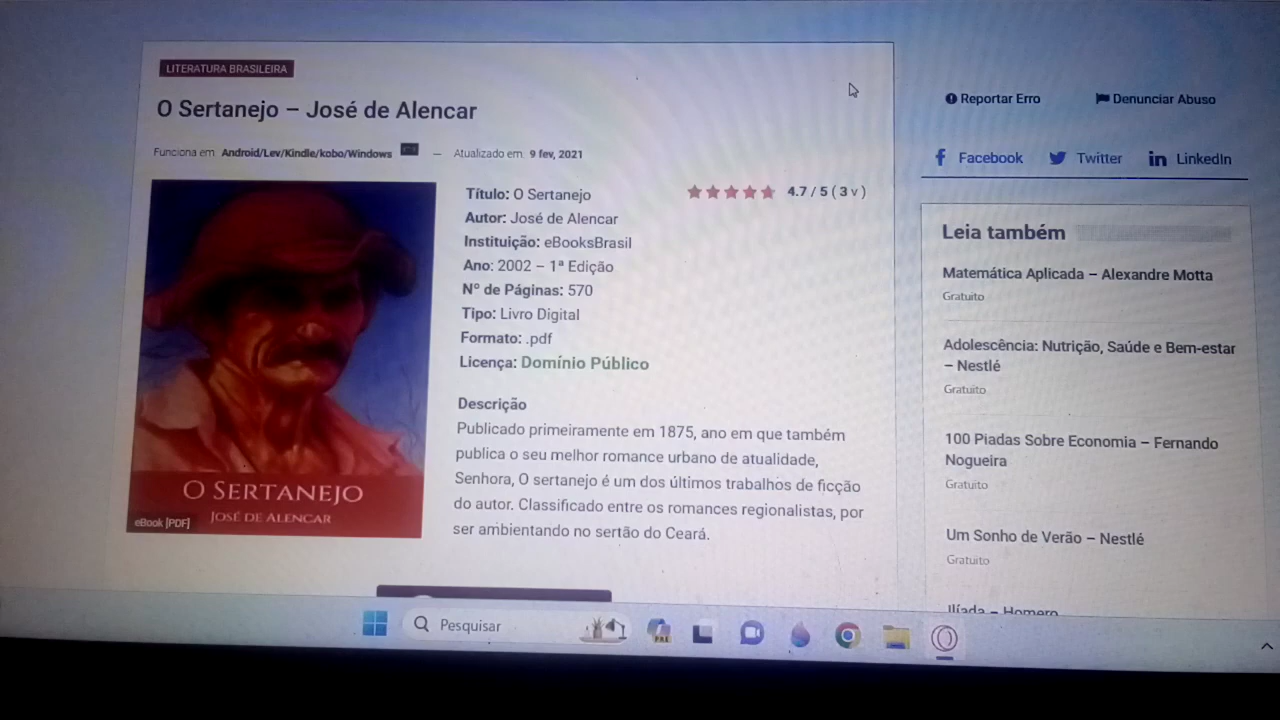 LITERATURA BRASILEIRA
O Sertanejo – José de Alencar
Funciona em Android/Lev/Kindle/kobo/Windows — Atualizado em 9 fev, 2021
Título: O Sertanejo
4.7 / 5 ( 3 v )
Autor: José de Alencar
Instituição: eBooksBrasil
Ano: 2002 – 1ª Edição
Nº de Páginas: 570
Tipo: Livro Digital
Formato: .pdf
Licença: Domínio Público
Descrição
Publicado primeiramente em 1875, ano em que também
publica o seu melhor romance urbano de atualidade,
Senhora, O sertanejo é um dos últimos trabalhos de ficção
do autor. Classificado entre os romances regionalistas, por
ser ambientando no sertão do Ceará.
O SERTANEJO
JOSÉ DE ALENCAR
eBook [PDF]
Reportar Erro
Denunciar Abuso
Facebook
Twitter
LinkedIn
Leia também
Matemática Aplicada – Alexandre Motta
Gratuito
Adolescência: Nutrição, Saúde e Bem-estar
– Nestlé
Gratuito
100 Piadas Sobre Economia – Fernando
Nogueira
Gratuito
Um Sonho de Verão – Nestlé
Gratuito
Ilíada – Homero
Pesquisar
PRE